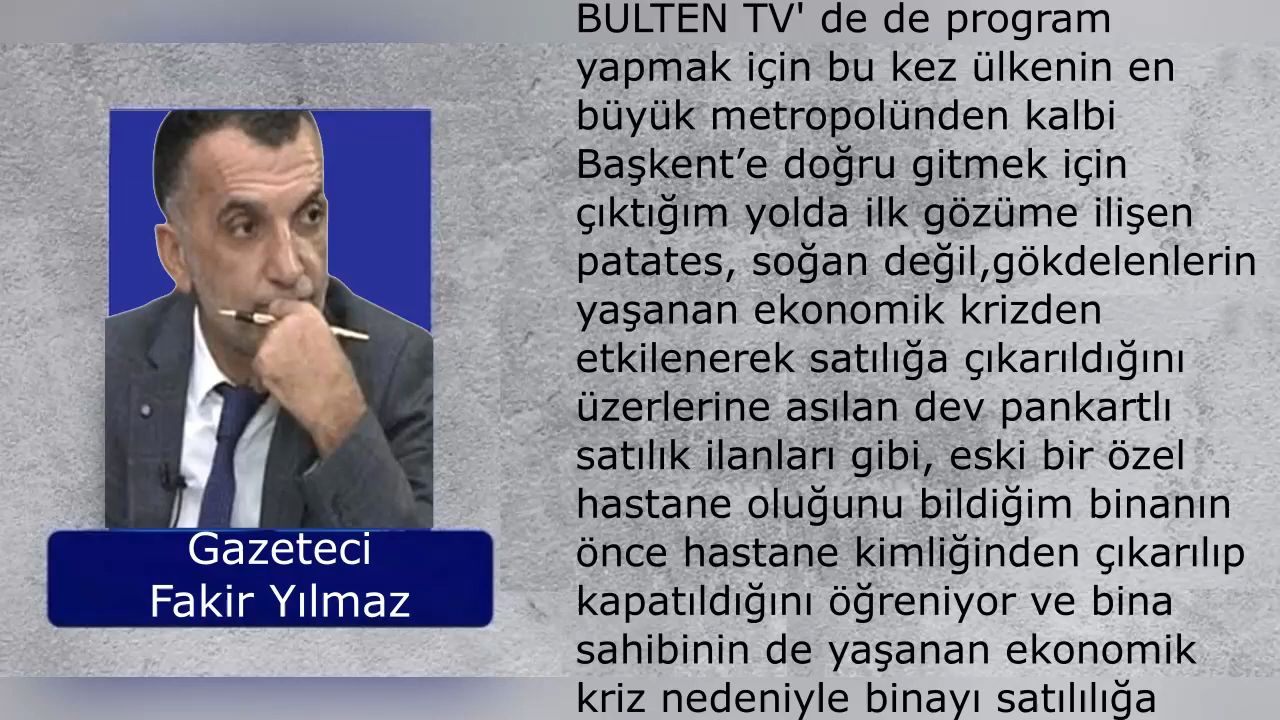 BULTEN TV' de de program
yapmak için bu kez ülkenin en
büyük metropolünden kalbi
Başkent’e doğru gitmek için
çıktığım yolda ilk gözüme ilişen
patates, soğan değil,gökdelenlerin
yaşanan ekonomik krizden
etkilenerek satılığa çıkarıldığını
üzerlerine asılan dev pankartlı
satılık ilanları gibi, eski bir özel
hastane oluğunu bildiğim binanın
önce hastane kimliğinden çıkarılıp
kapatıldığını öğreniyor ve bina
sahibinin de yaşanan ekonomik
kriz nedeniyle binayı satılılığa
Gazeteci
Fakir Yılmaz